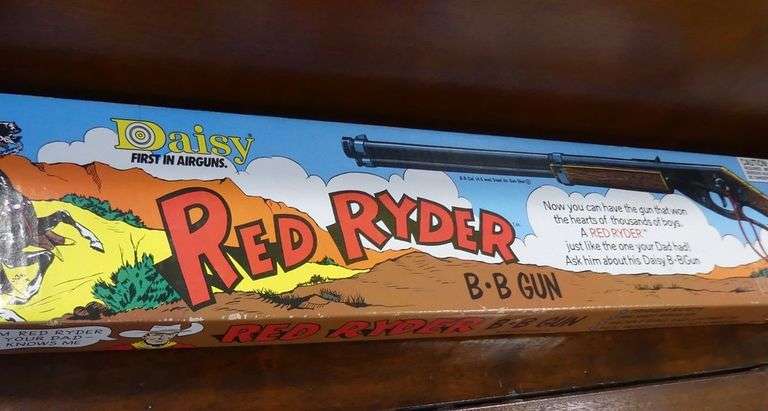 Daisy
FIRST IN AIRGUNS.
RED RYDER
B•B GUN
Now you can have the gun that won
the hearts of thousands of boys.
A RED RYDER™
just like the one your Dad had!
Ask him about his Daisy B•B Gun
RED RYDER
YOUR DAD
KNOWS ME
RED RYDER B•B GUN